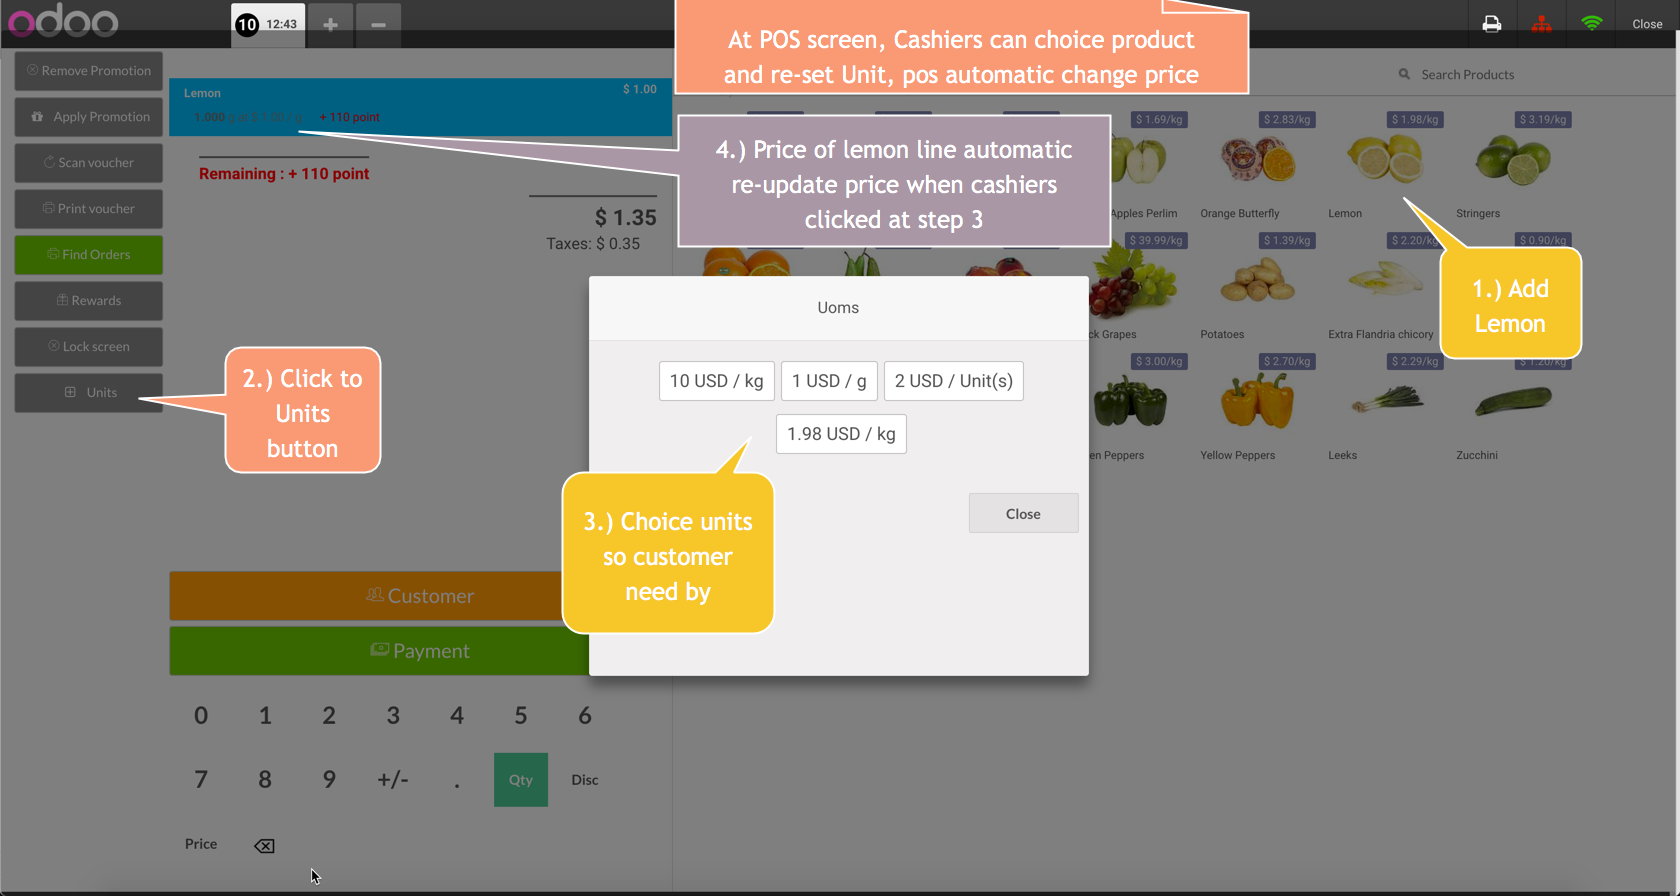 odoo
10 12:43
+
−
Close
At POS screen, Cashiers can choice product
and re-set Unit, pos automatic change price
Search Products
Remove Promotion
Apply Promotion
Scan voucher
Print voucher
Find Orders
Rewards
Lock screen
Units
Lemon
$ 1.00
1.000 g at $ 1.00 / g
+ 110 point
Remaining : + 110 point
$ 1.35
Taxes: $ 0.35
4.) Price of lemon line automatic
re-update price when cashiers
clicked at step 3
$ 1.69/kg
$ 2.83/kg
$ 1.98/kg
$ 3.19/kg
Apples Perlim
Orange Butterfly
Lemon
Stringers
$ 39.99/kg
$ 1.39/kg
$ 2.20/kg
$ 0.90/kg
ck Grapes
Potatoes
Extra Flandria chicory
1.) Add
Lemon
$ 3.00/kg
$ 2.70/kg
$ 2.29/kg
$ 1.20/kg
en Peppers
Yellow Peppers
Leeks
Zucchini
2.) Click to
Units
button
Uoms
10 USD / kg
1 USD / g
2 USD / Unit(s)
1.98 USD / kg
Close
3.) Choice units
so customer
need by
Customer
Payment
0 1 2 3 4 5 6
7 8 9 +/- . Qty Disc
Price